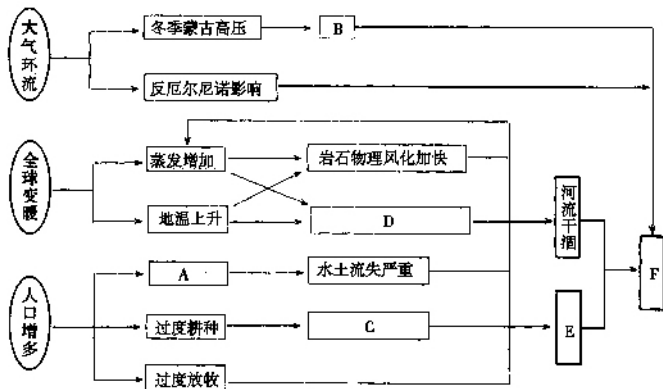 大气环流
冬季蒙古高压
B
反厄尔尼诺影响
全球变暖
蒸发增加
岩石物理风化加快
地温上升
D
河流干涸
F
人口增多
A
水土流失严重
过度耕种
C
E
过度放牧